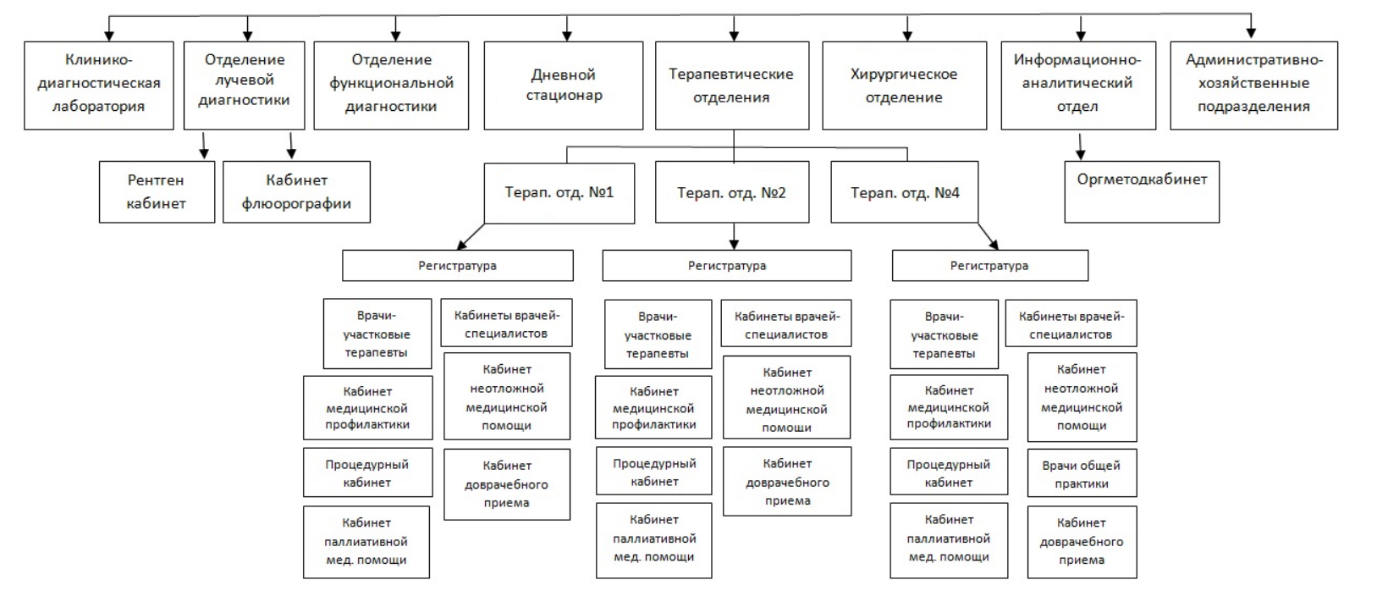 Клинико-
диагностическая
лаборатория
Отделение
лучевой
диагностики
Отделение
функциональной
диагностики
Дневной
стационар
Терапевтические
отделения
Хирургическое
отделение
Информационно-
аналитический
отдел
Административно-
хозяйственные
подразделения
Рентген
кабинет
Кабинет
флюорографии
Терап. отд. №1
Терап. отд. №2
Терап. отд. №4
Оргметодкабинет
Регистратура
Регистратура
Регистратура
Врачи-
участковые
терапевты
Кабинеты врачей-
специалистов
Кабинет
неотложной
медицинской
помощи
Кабинет
медицинской
профилактики
Процедурный
кабинет
Кабинет
доврачебного
приема
Кабинет
паллиативной
мед. помощи
Врачи-
участковые
терапевты
Кабинеты врачей-
специалистов
Кабинет
неотложной
медицинской
помощи
Кабинет
медицинской
профилактики
Процедурный
кабинет
Кабинет
доврачебного
приема
Кабинет
паллиативной
мед. помощи
Врачи-
участковые
терапевты
Кабинеты врачей-
специалистов
Кабинет
неотложной
медицинской
помощи
Кабинет
медицинской
профилактики
Процедурный
кабинет
Врачи общей
практики
Кабинет
паллиативной
мед. помощи
Кабинет
доврачебного
приема